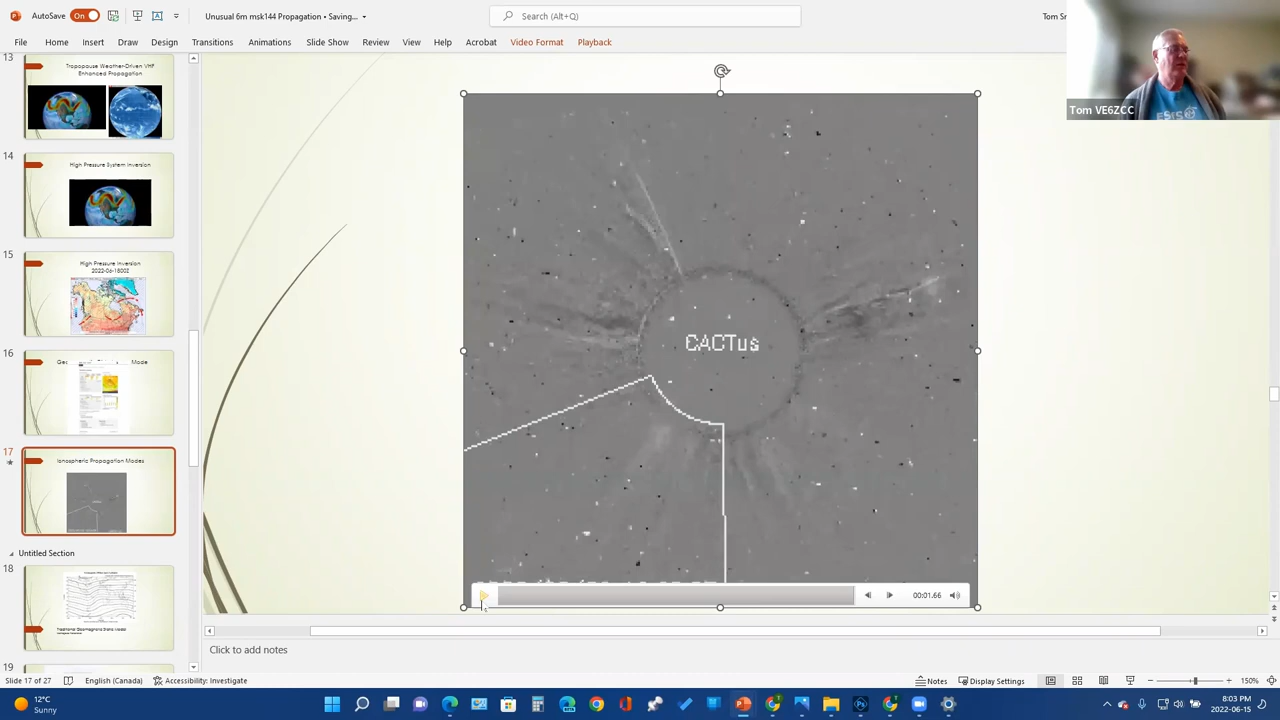 AutoSave On Unusual 6m msk144 Propagation • Saving... Search (Alt+Q)
File Home Insert Draw Design Transitions Animations Slide Show Review View Help Acrobat Video Format Playback
Tom VE6ZCC
13
Tropopause Weather-Driven VHF
Enhanced Propagation
14
High Pressure System Inversion
15
High Pressure Inversion
16
Mode
17
Ionospheric Propagation Modes
CACTus
00:01.66
Untitled Section
18
19
Click to add notes
Slide 17 of 27 English (Canada) Accessibility: Investigate Notes Display Settings 150%
12°C
Sunny
8:03 PM
2022-06-15